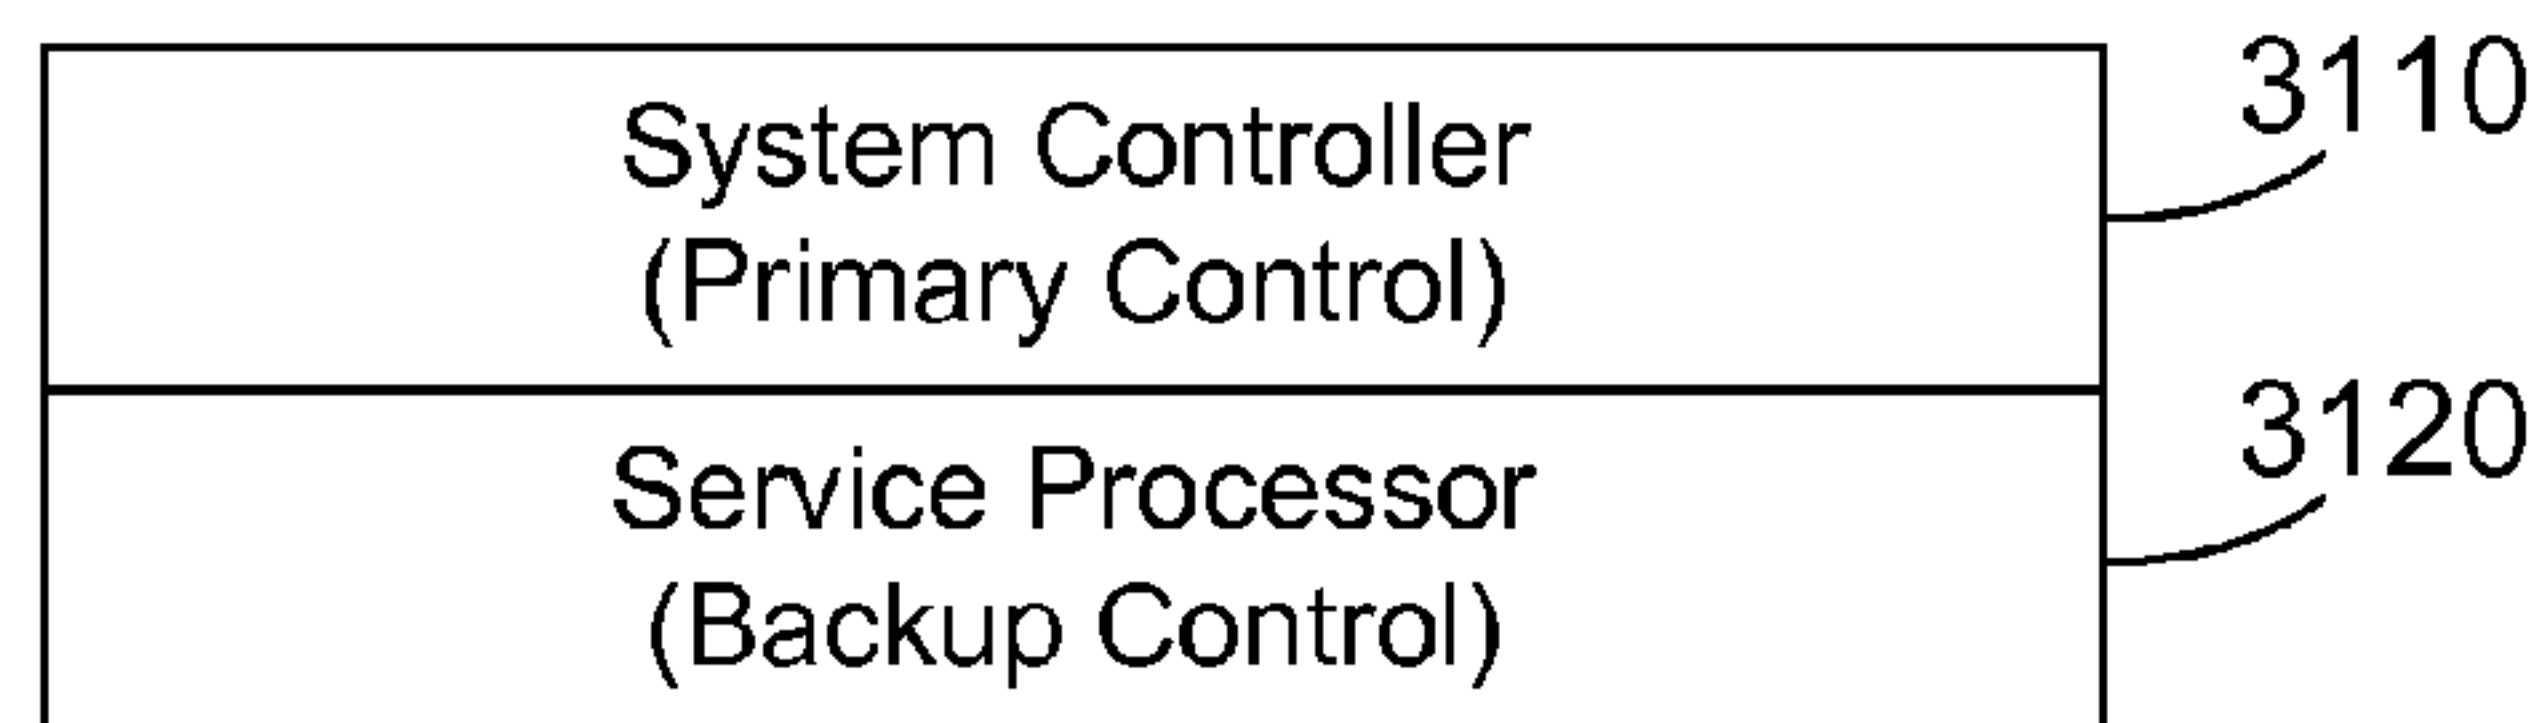 3110
System Controller
(Primary Control)
3120
Service Processor
(Backup Control)